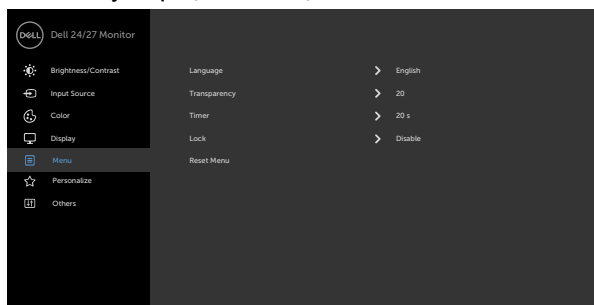 DELL Dell 24/27 Monitor
Brightness/Contrast Language English
Input Source Transparency 20
Color Timer 20 s
Display Lock Disable
Menu Reset Menu
Personalize
Others